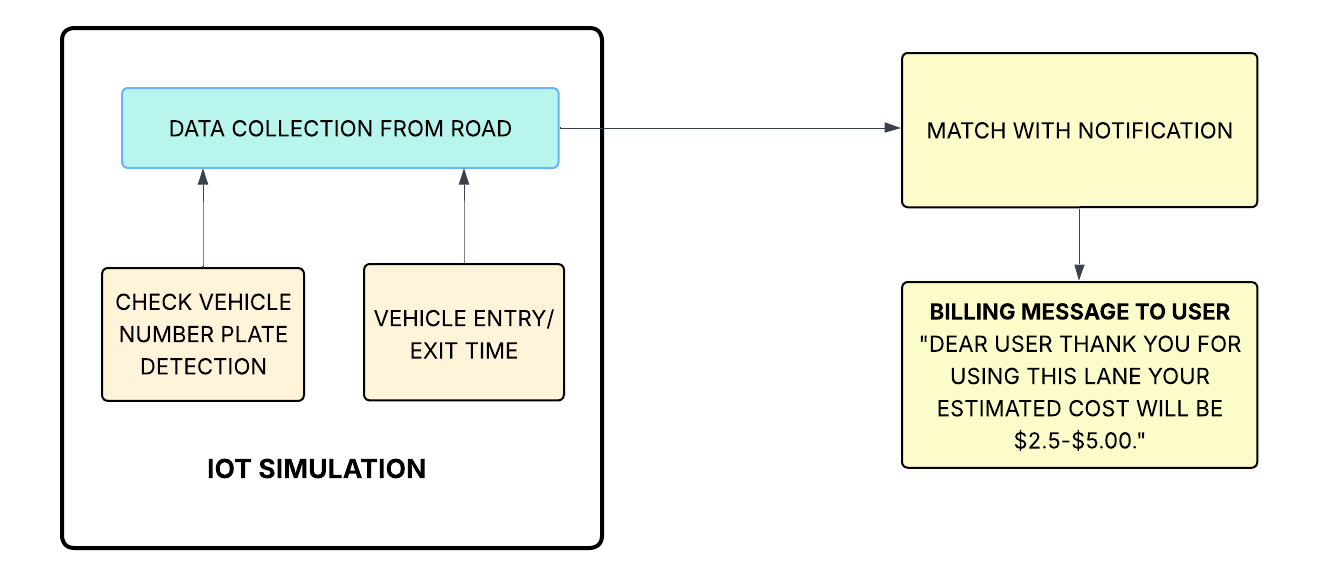 DATA COLLECTION FROM ROAD
MATCH WITH NOTIFICATION
CHECK VEHICLE
NUMBER PLATE
DETECTION
VEHICLE ENTRY/
EXIT TIME
IOT SIMULATION
BILLING MESSAGE TO USER
"DEAR USER THANK YOU FOR
USING THIS LANE YOUR
ESTIMATED COST WILL BE
$2.5-$5.00."